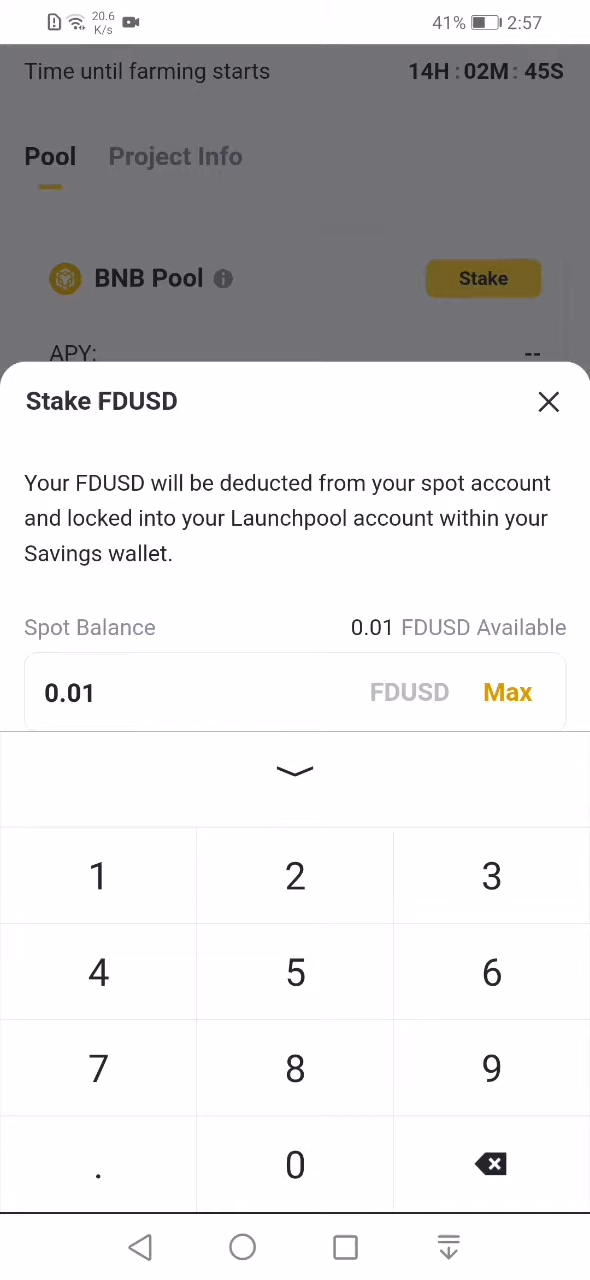 20.6
K/s
41%
2:57
Time until farming starts 14H : 02M : 45S
Pool Project Info
BNB Pool Stake
APY: --
Stake FDUSD
Your FDUSD will be deducted from your spot account
and locked into your Launchpool account within your
Savings wallet.
Spot Balance 0.01 FDUSD Available
0.01 FDUSD Max
1 2 3
4 5 6
7 8 9
. 0